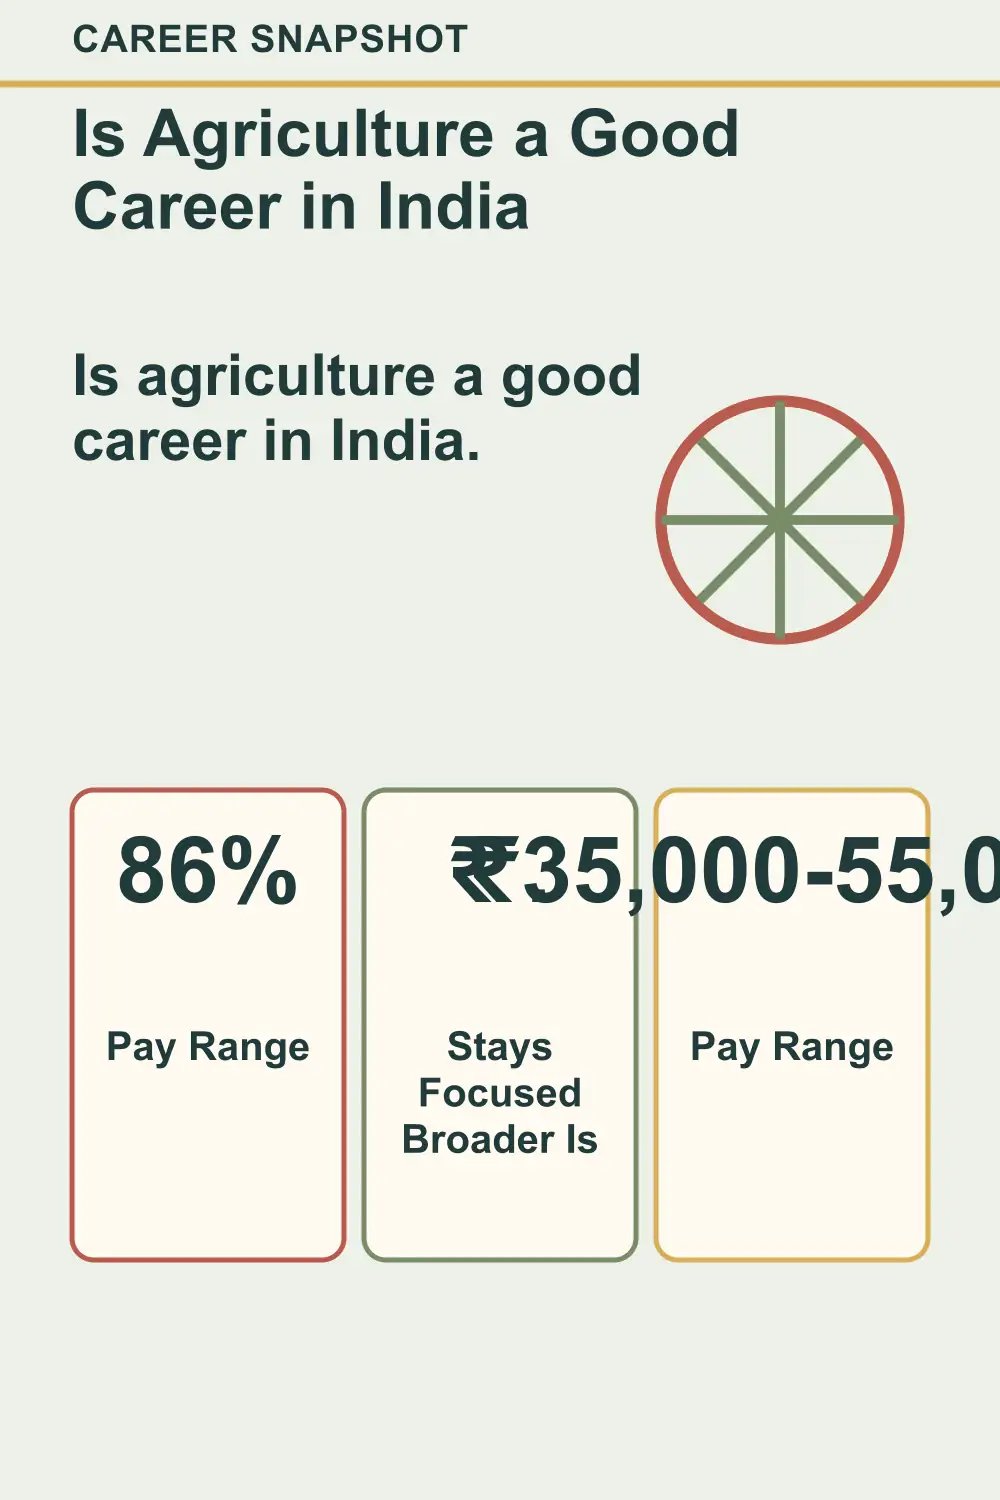 CAREER SNAPSHOT
Is Agriculture a Good
Career in India
Is agriculture a good
career in India.
86%
₹35,000-55,0
Pay Range
Stays
Focused
Broader Is
Pay Range